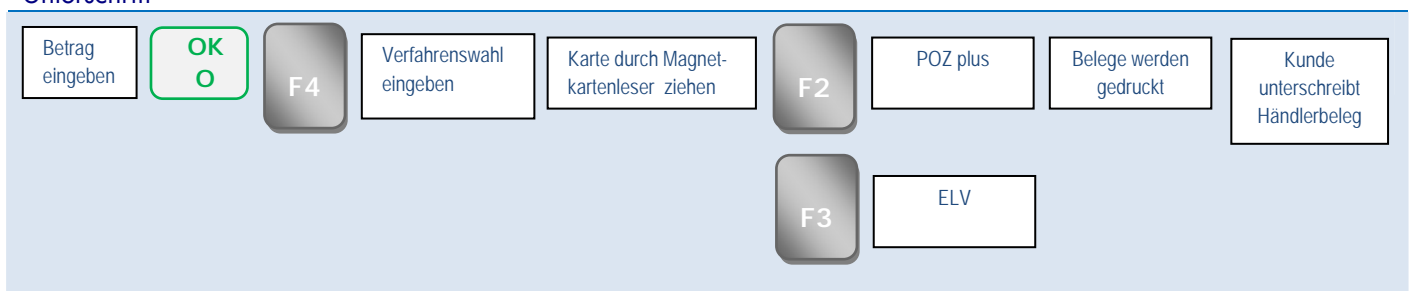 Betrag
eingeben
OK
O
F4
Verfahrenswahl
eingeben
Karte durch Magnet-
kartenleser ziehen
F2
POZ plus
Belege werden
gedruckt
Kunde
unterschreibt
Händlerbeleg
F3
ELV